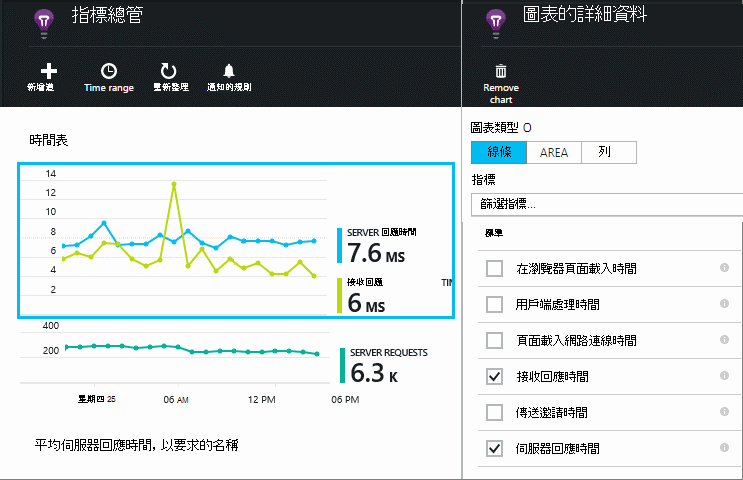 指標總管
新增道
Time range
重新整理
通知的規則
時間表
14
12
10
8
6
4
2
SERVER 回應時間
7.6 MS
接收回應
6 MS
TIM
400
200
SERVER REQUESTS
6.3 K
星期四 25
06 AM
12 PM
06 PM
平均伺服器回應時間, 以要求的名稱
圖表的詳細資料
Remove
chart
圖表類型 O
線條
AREA
列
指標
篩選指標...
標準
在瀏覽器頁面載入時間
用戶端處理時間
頁面載入網路連線時間
接收回應時間
傳送邀請時間
伺服器回應時間